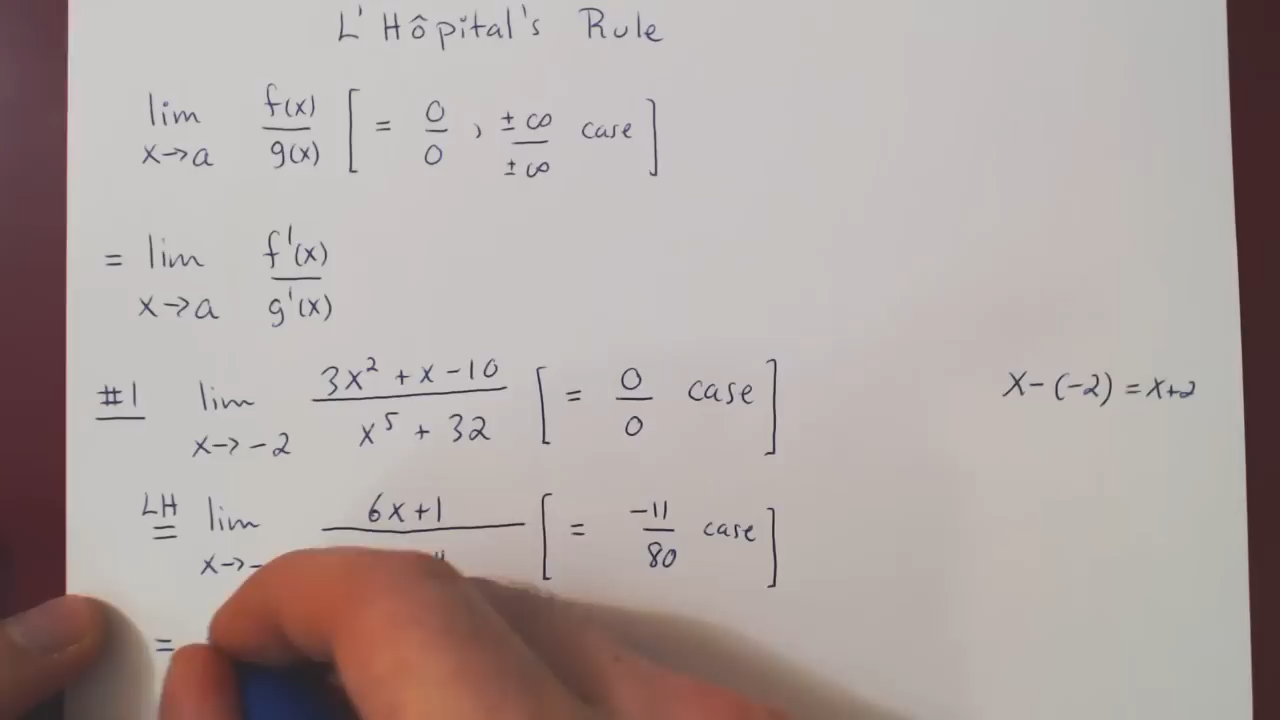 L'Hôpital's Rule
lim x→a f(x)/g(x) [ = 0/0 , ±∞/±∞ case ]
= lim x→a f'(x)/g'(x)
#1 lim x→-2 3x² + x - 10 / x⁵ + 32 [ = 0/0 case ]
x - (-2) = x+2
LH = lim x→- 6x+1 / [ = -11/80 case ]
=